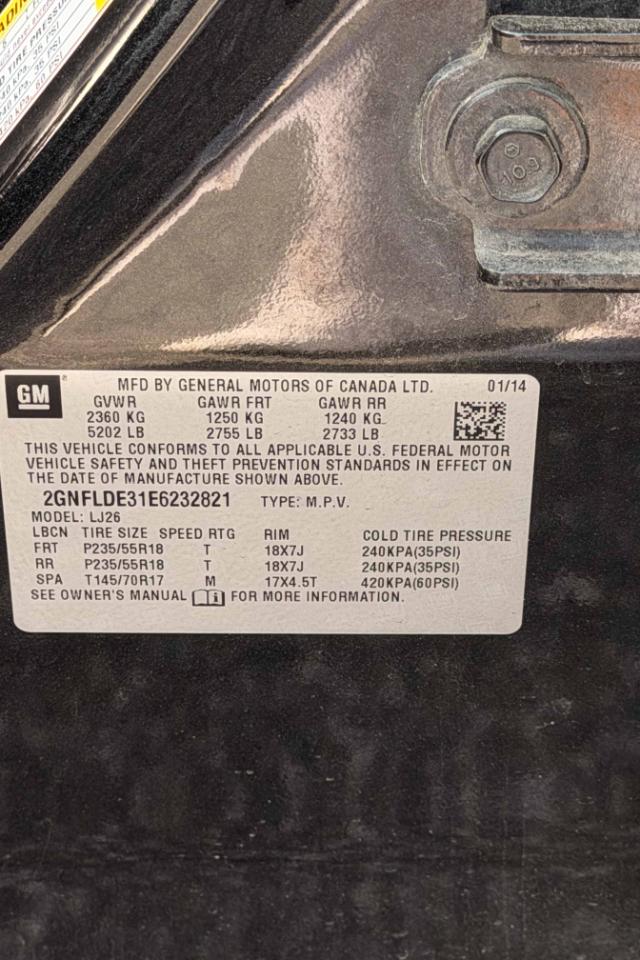 TIRE PRESSURE
109
GM MFD BY GENERAL MOTORS OF CANADA LTD. 01/14
GVWR GAWR FRT GAWR RR
2360 KG 1250 KG 1240 KG
5202 LB 2755 LB 2733 LB
THIS VEHICLE CONFORMS TO ALL APPLICABLE U.S. FEDERAL MOTOR
VEHICLE SAFETY AND THEFT PREVENTION STANDARDS IN EFFECT ON
THE DATE OF MANUFACTURE SHOWN ABOVE.
2GNFLDE31E6232821 TYPE: M.P.V.
MODEL: LJ26
LBCN TIRE SIZE SPEED RTG RIM COLD TIRE PRESSURE
FRT P235/55R18 T 18X7J 240KPA(35PSI)
RR P235/55R18 T 18X7J 240KPA(35PSI)
SPA T145/70R17 M 17X4.5T 420KPA(60PSI)
SEE OWNER'S MANUAL FOR MORE INFORMATION.